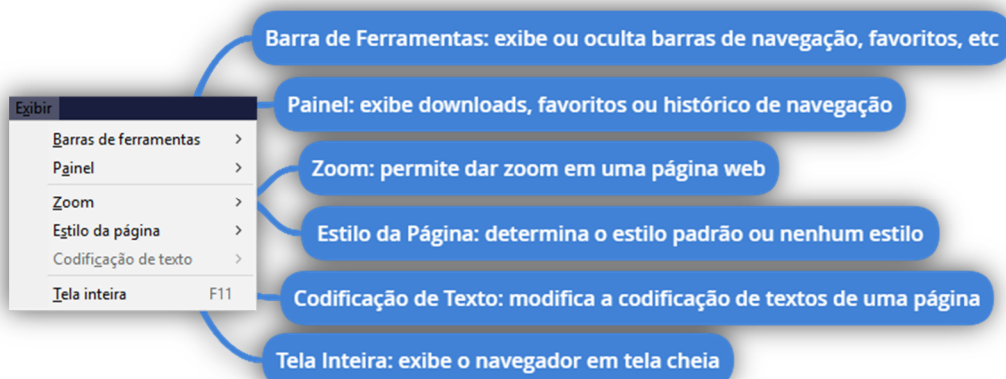 Barra de Ferramentas: exibe ou oculta barras de navegação, favoritos, etc
Painel: exibe downloads, favoritos ou histórico de navegação
Exibir
Barras de ferramentas >
Painel >
Zoom >
Estilo da página >
Codificação de texto >
Tela inteira F11
Zoom: permite dar zoom em uma página web
Estilo da Página: determina o estilo padrão ou nenhum estilo
Codificação de Texto: modifica a codificação de textos de uma página
Tela Inteira: exibe o navegador em tela cheia